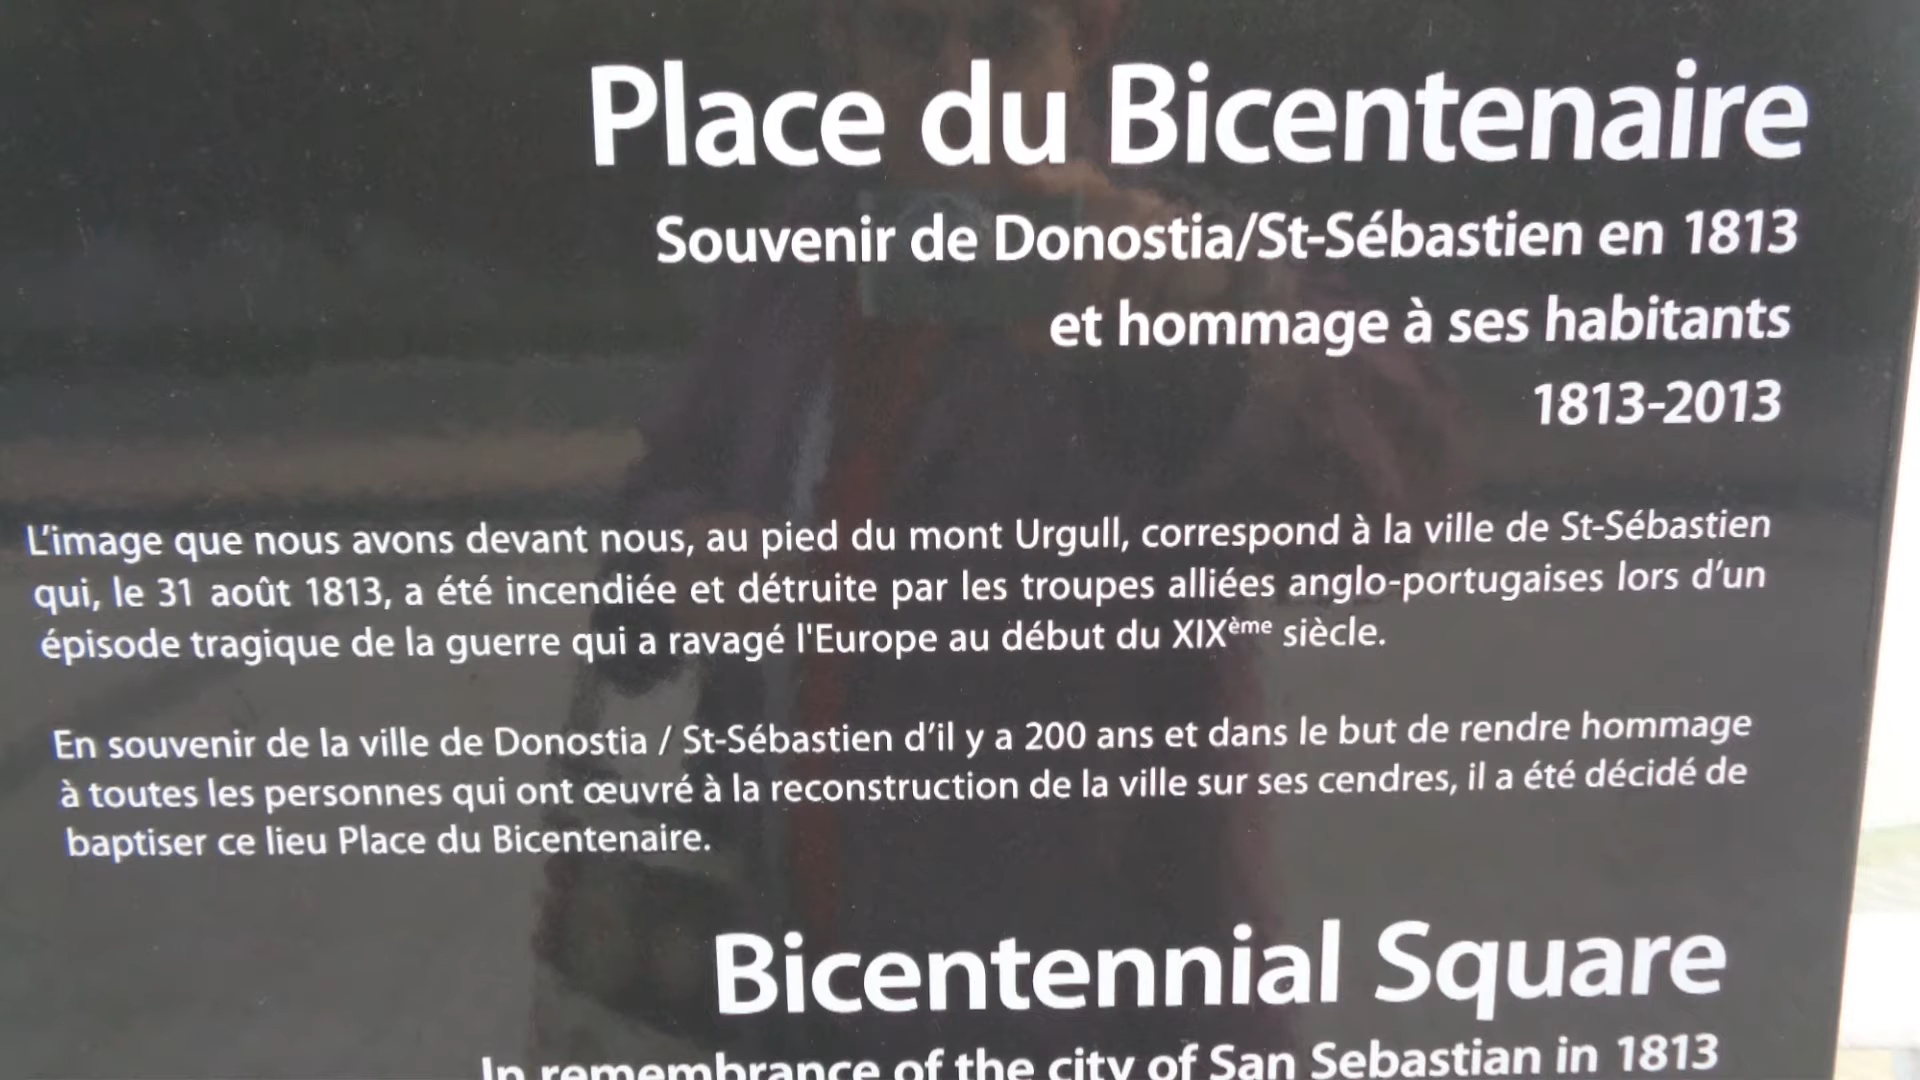 Place du Bicentenaire
Souvenir de Donostia/St-Sébastien en 1813
et hommage à ses habitants
1813-2013
L'image que nous avons devant nous, au pied du mont Urgull, correspond à la ville de St-Sébastien
qui, le 31 août 1813, a été incendiée et détruite par les troupes alliées anglo-portugaises lors d'un
épisode tragique de la guerre qui a ravagé l'Europe au début du XIXème siècle.
En souvenir de la ville de Donostia / St-Sébastien d'il y a 200 ans et dans le but de rendre hommage
à toutes les personnes qui ont œuvré à la reconstruction de la ville sur ses cendres, il a été décidé de
baptiser ce lieu Place du Bicentenaire.
Bicentennial Square
In remembrance of the city of San Sebastian in 1813